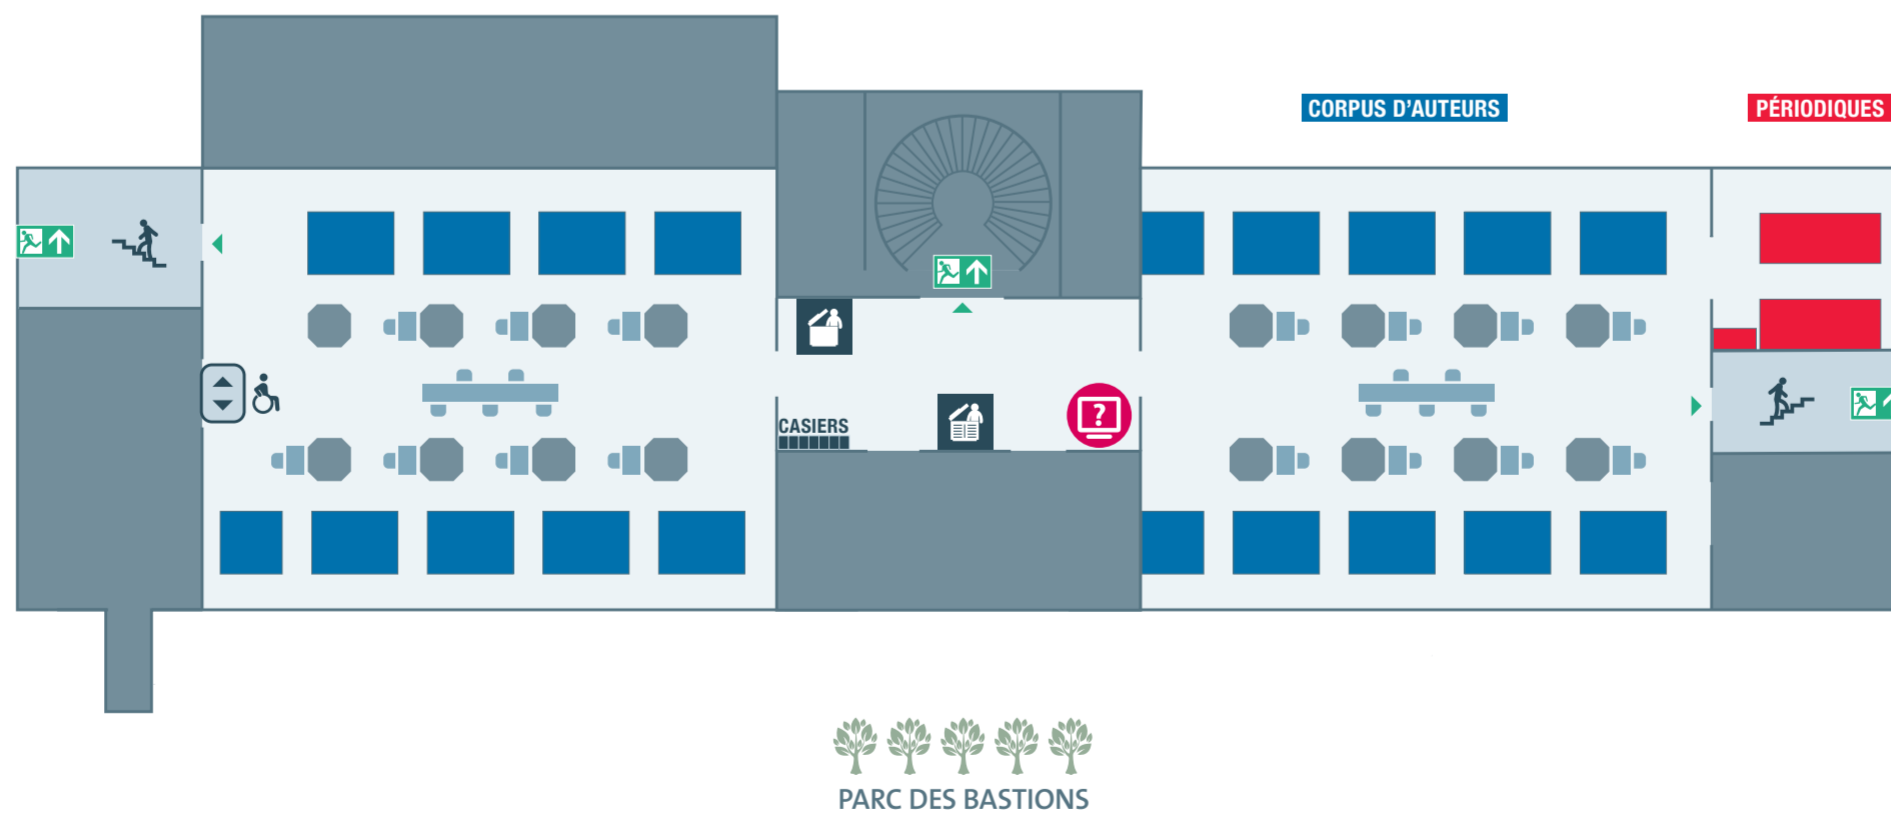 CORPUS D'AUTEURS
PÉRIODIQUES
?
CASIERS
PARC DES BASTIONS